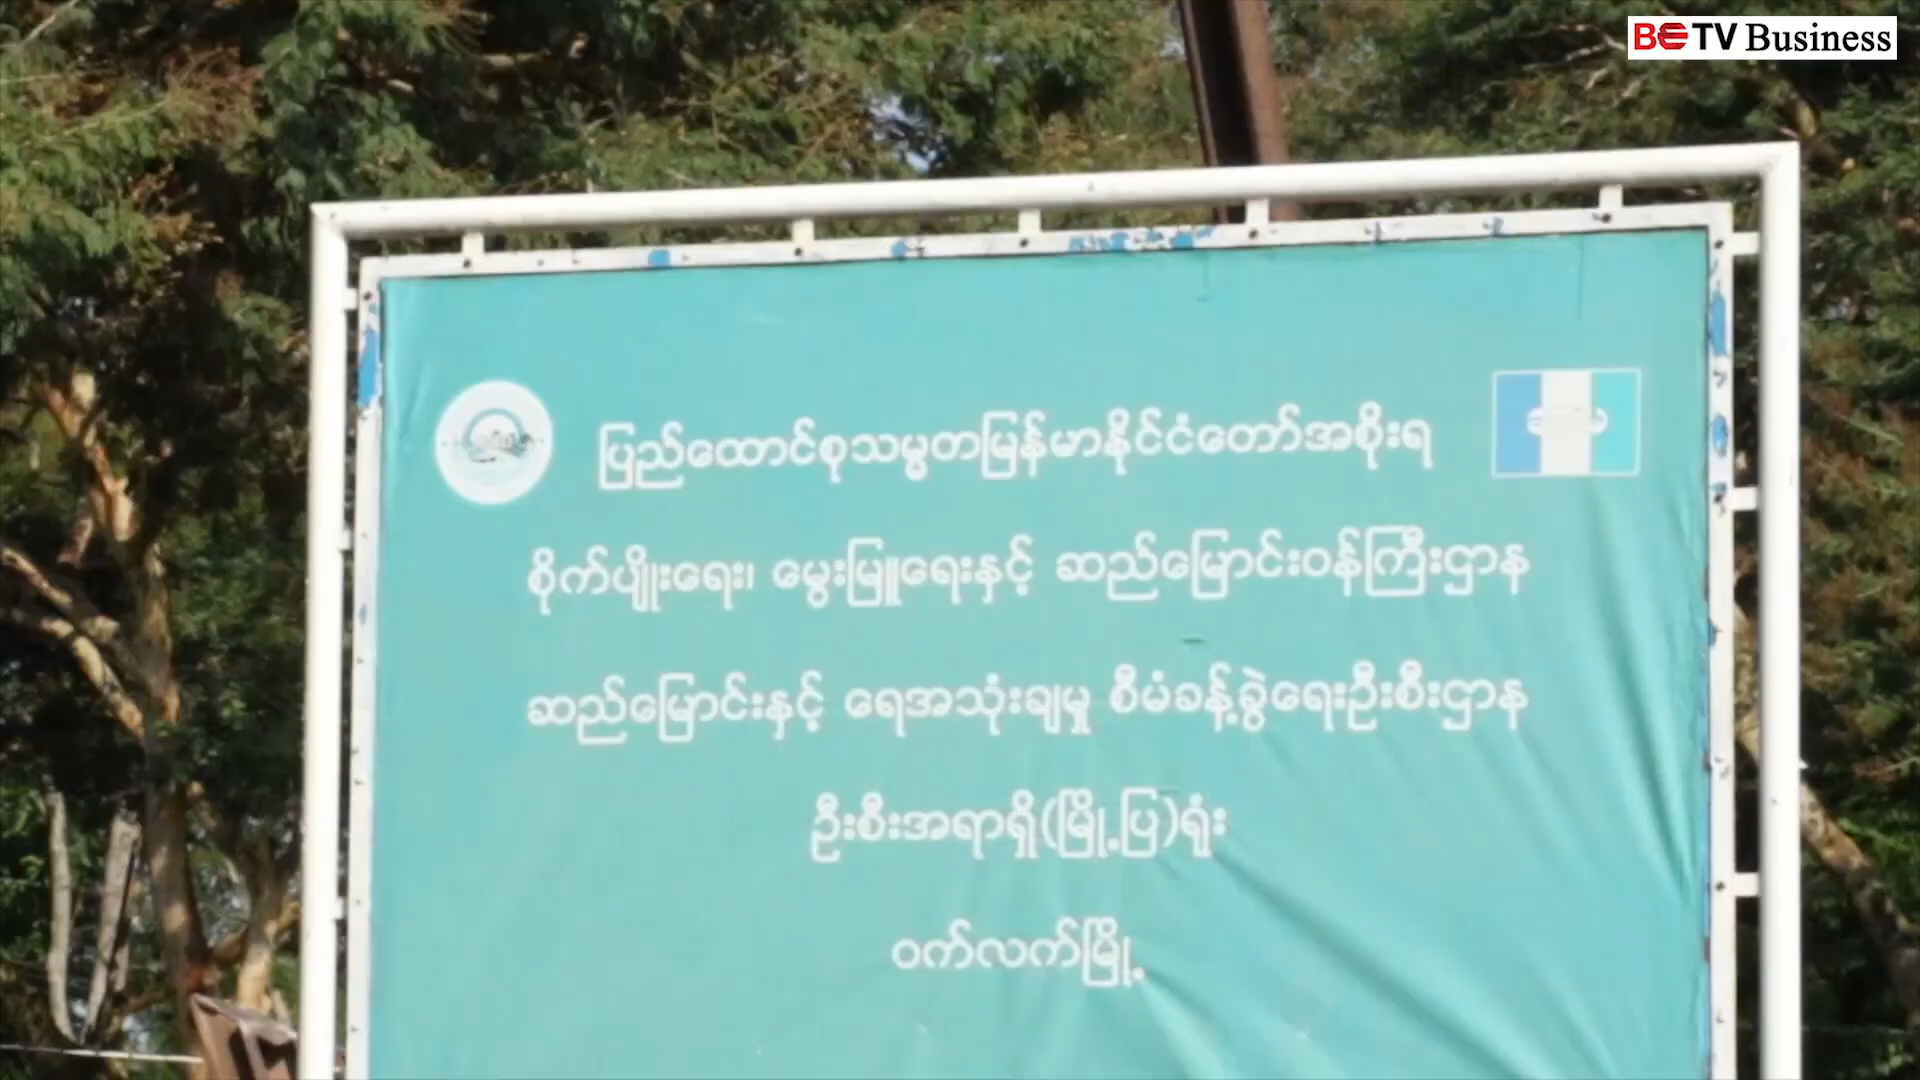 BETV Business
ပြည်ထောင်စုသမ္မတမြန်မာနိုင်ငံတော်အစိုးရ
စိုက်ပျိုးရေး၊ မွေးမြူရေးနှင့် ဆည်မြောင်းဝန်ကြီးဌာန
ဆည်မြောင်းနှင့် ရေအသုံးချမှု စီမံခန့်ခွဲရေးဦးစီးဌာန
ဦးစီးအရာရှိ(မြို့ပြ)ရုံး
ဝက်လက်မြို့